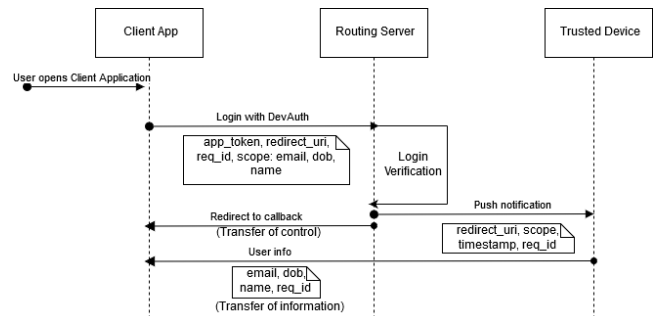 Client App
Routing Server
Trusted Device
User opens Client Application
Login with DevAuth
app_token, redirect_uri,
req_id, scope: email, dob,
name
Login
Verification
Push notification
Redirect to callback
(Transfer of control)
redirect_uri, scope,
timestamp, req_id
User info
email, dob,
name, req_id
(Transfer of information)